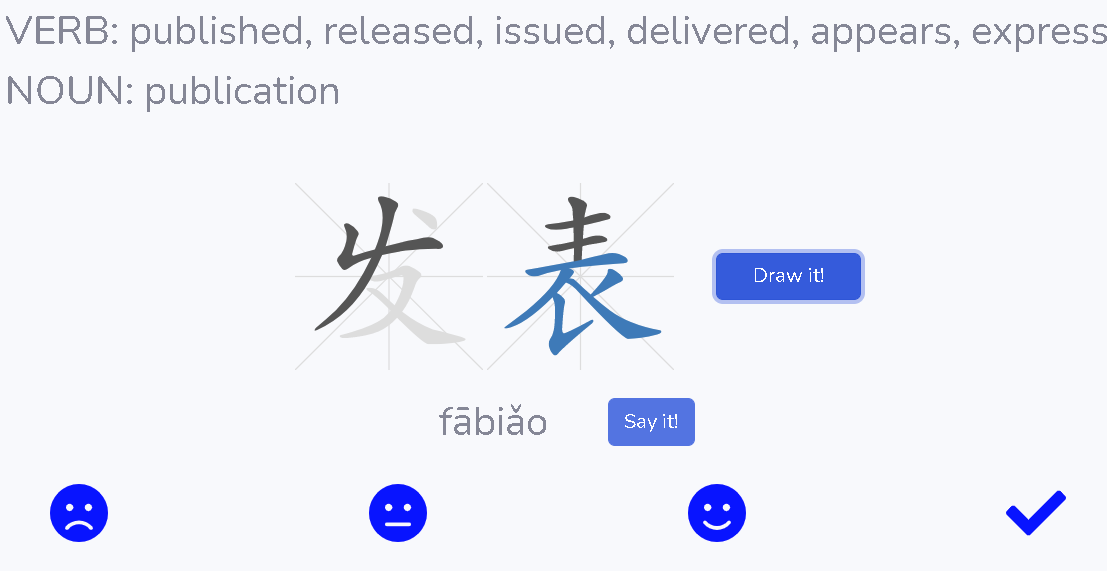 VERB: published, released, issued, delivered, appears, express
NOUN: publication
发表
Draw it!
fābiǎo
Say it!